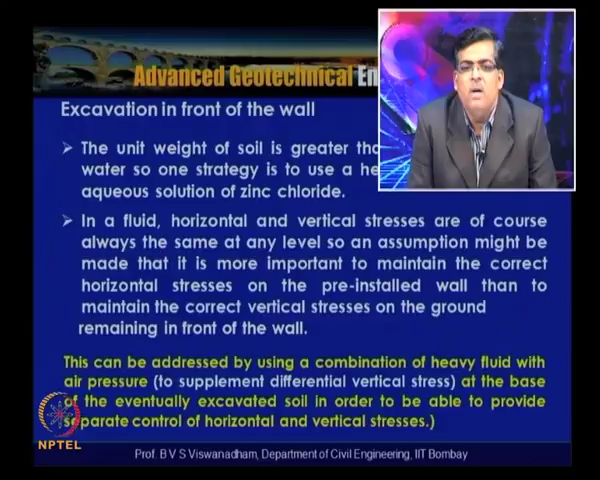 Advanced Geotechnical En
Excavation in front of the wall
➢ The unit weight of soil is greater tha
water so one strategy is to use a he
aqueous solution of zinc chloride.
➢ In a fluid, horizontal and vertical stresses are of course
always the same at any level so an assumption might be
made that it is more important to maintain the correct
horizontal stresses on the pre-installed wall than to
maintain the correct vertical stresses on the ground
remaining in front of the wall.
This can be addressed by using a combination of heavy fluid with
air pressure (to supplement differential vertical stress) at the base
of the eventually excavated soil in order to be able to provide
separate control of horizontal and vertical stresses.)
NPTEL
Prof. B V S Viswanadham, Department of Civil Engineering, IIT Bombay